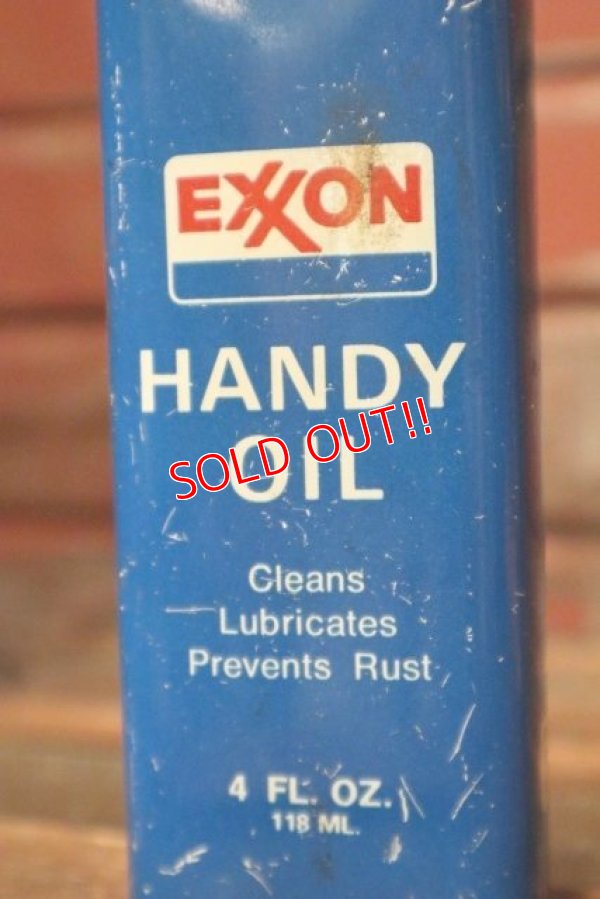 EXXON
HANDY
OIL
SOLD OUT!!
Cleans
Lubricates
Prevents Rust
4 FL. OZ.
118 ML.